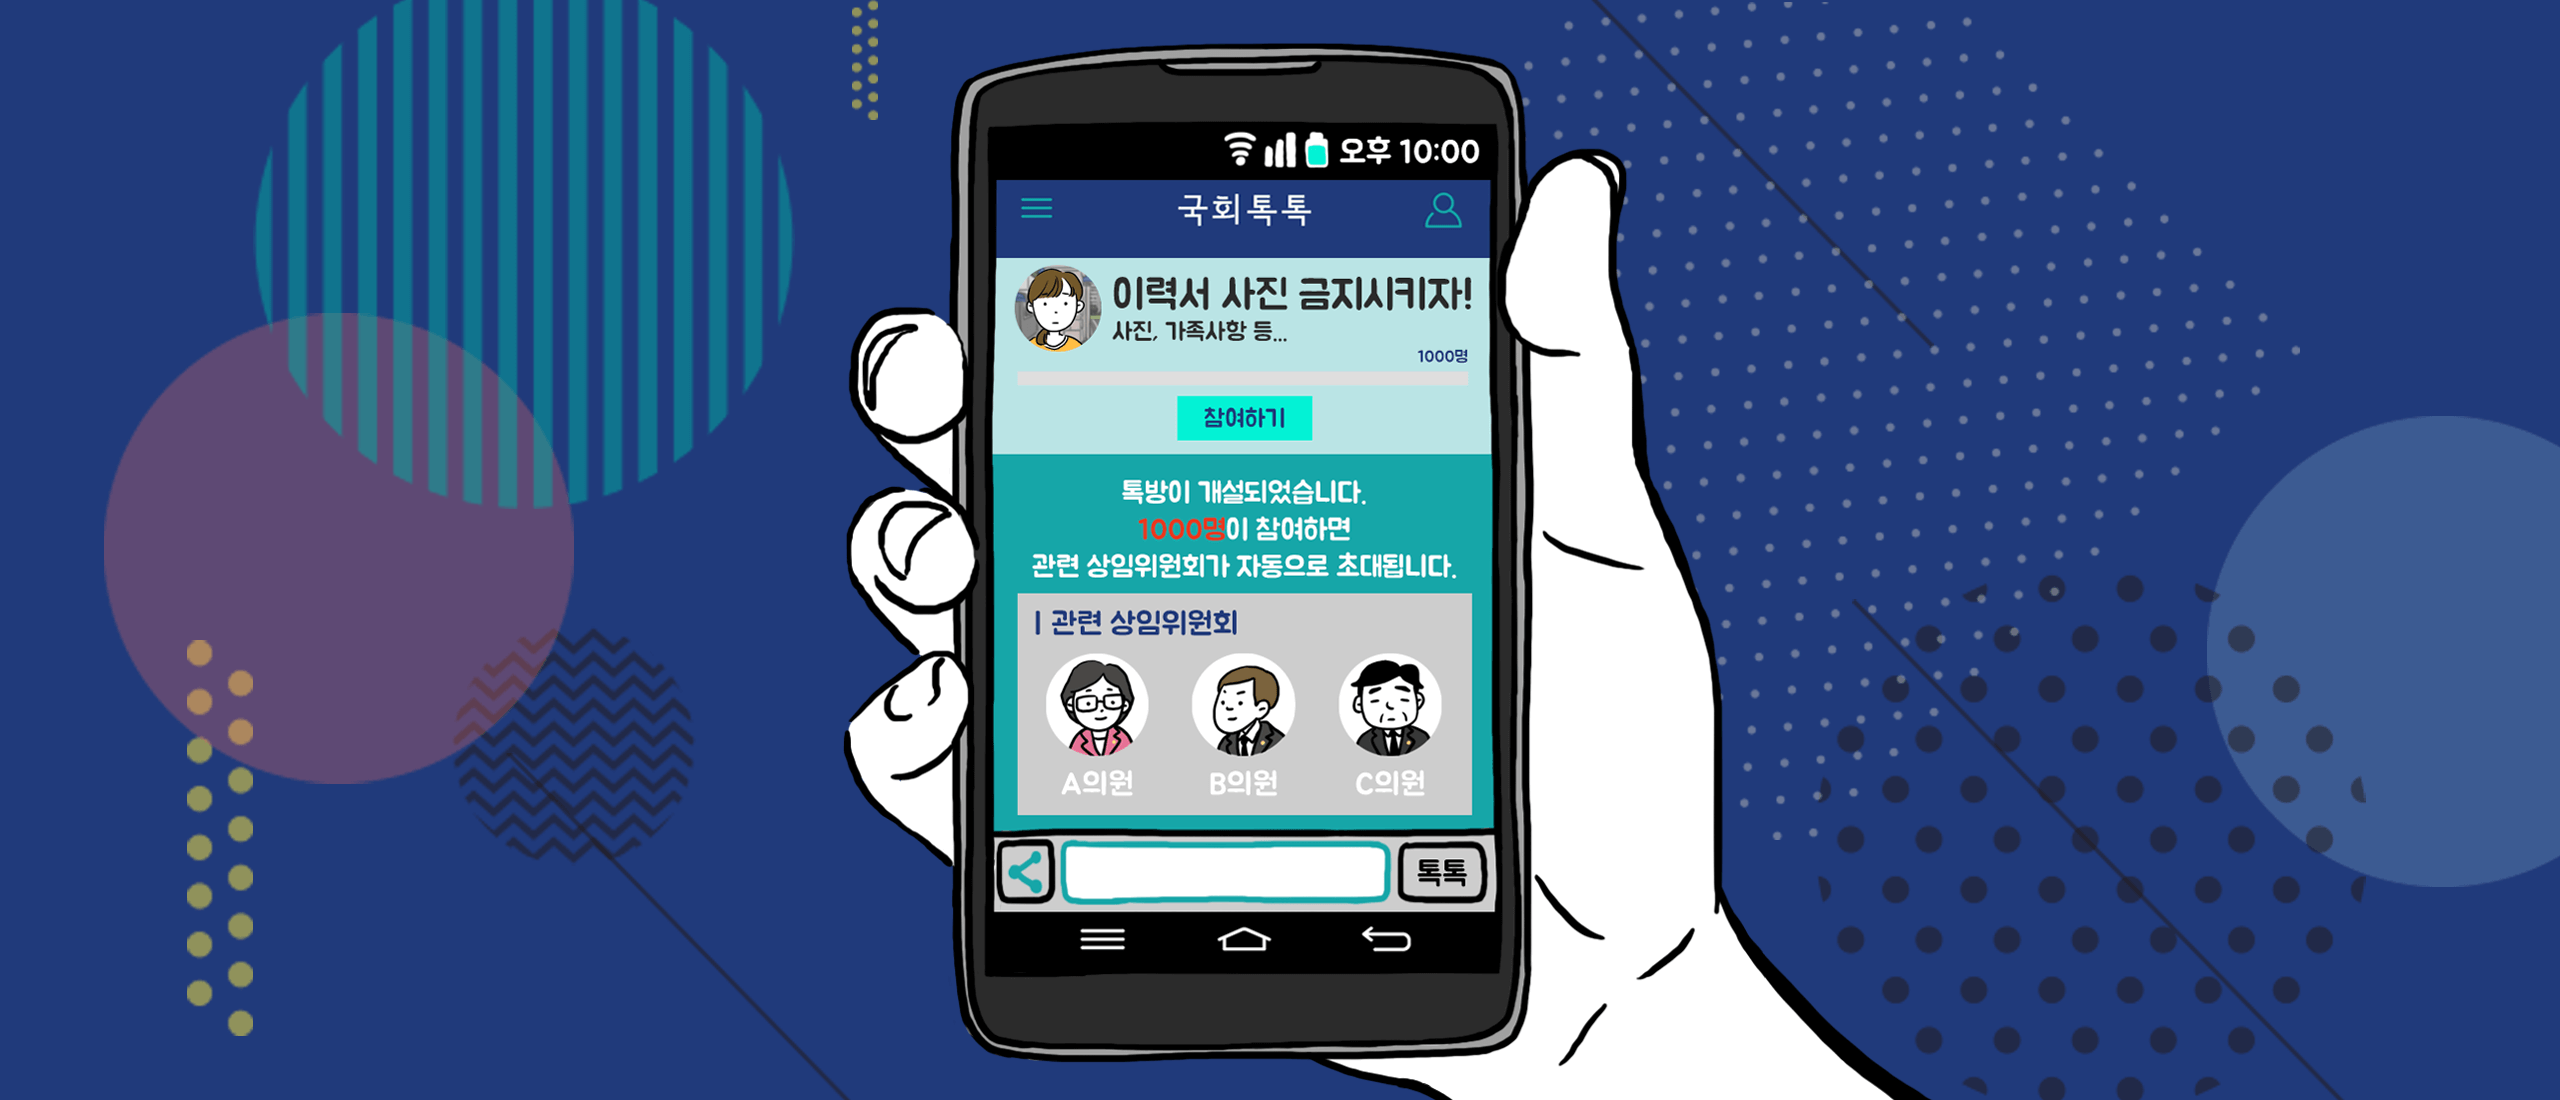 오후 10:00
국회톡톡
이력서 사진 금지시키자!
사진, 가족사항 등...
1000명
참여하기
톡방이 개설되었습니다.
1000명이 참여하면
관련 상임위원회가 자동으로 초대됩니다.
| 관련 상임위원회
A의원 B의원 C의원
톡톡